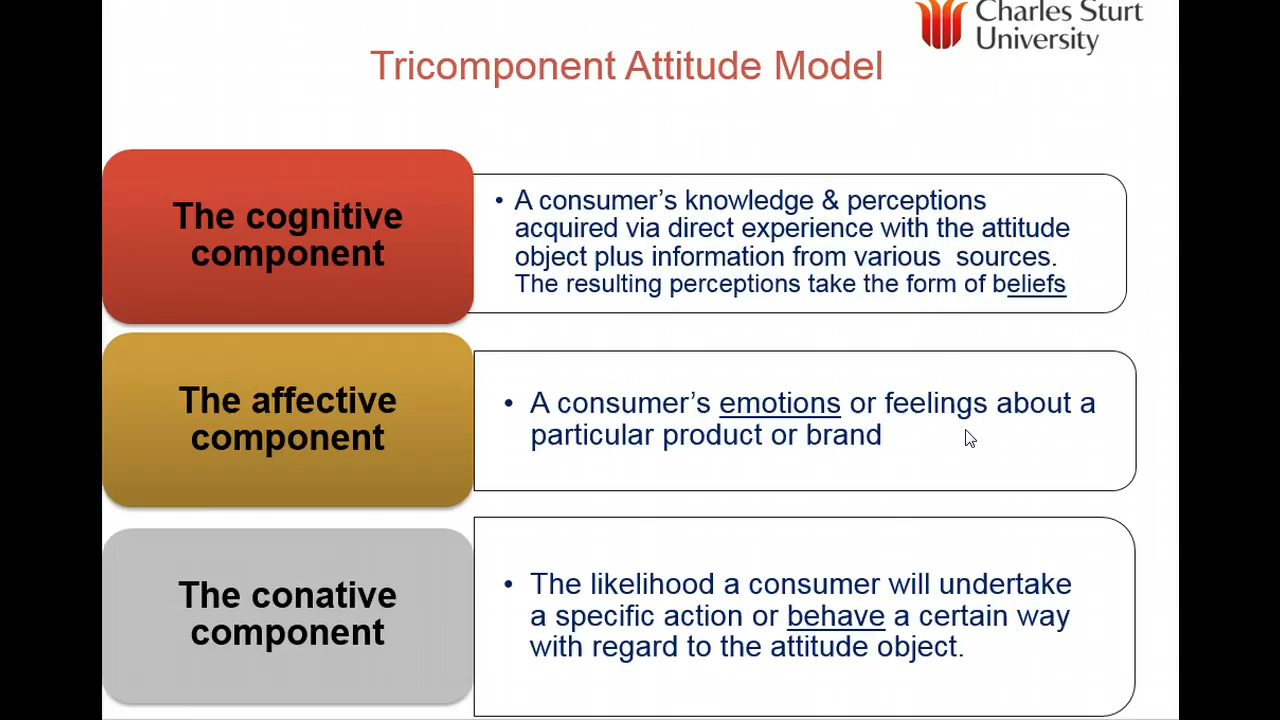 Charles Sturt
University
Tricomponent Attitude Model
The cognitive
component
• A consumer’s knowledge & perceptions
acquired via direct experience with the attitude
object plus information from various  sources.
The resulting perceptions take the form of beliefs
The affective
component
• A consumer’s emotions or feelings about a
particular product or brand
The conative
component
• The likelihood a consumer will undertake
a specific action or behave a certain way
with regard to the attitude object.